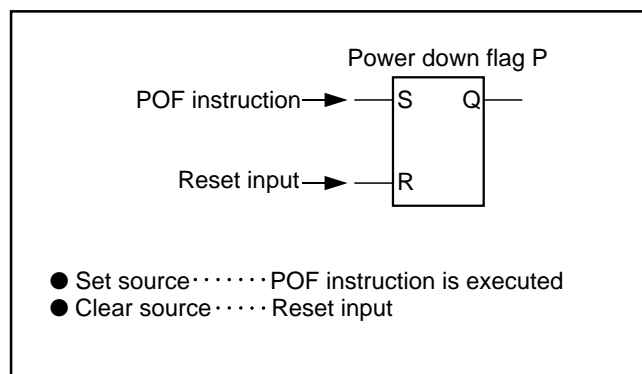 Power down flag P
POF instruction S Q
Reset input R
● Set source ······· POF instruction is executed
● Clear source ····· Reset input